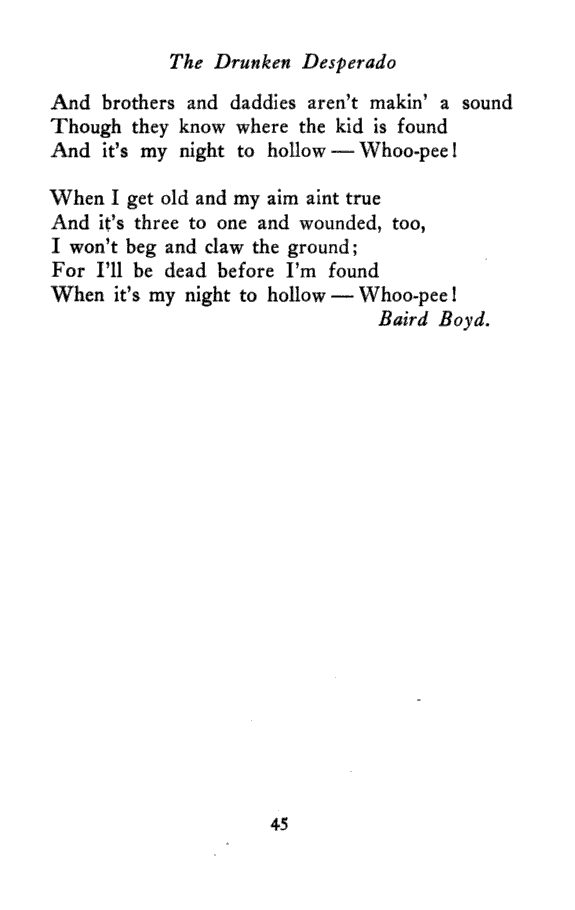 The Drunken Desperado
And brothers and daddies aren't makin' a sound
Though they know where the kid is found
And it's my night to hollow — Whoo-pee!
When I get old and my aim aint true
And it's three to one and wounded, too,
I won't beg and claw the ground;
For I'll be dead before I'm found
When it's my night to hollow — Whoo-pee!
Baird Boyd.
45